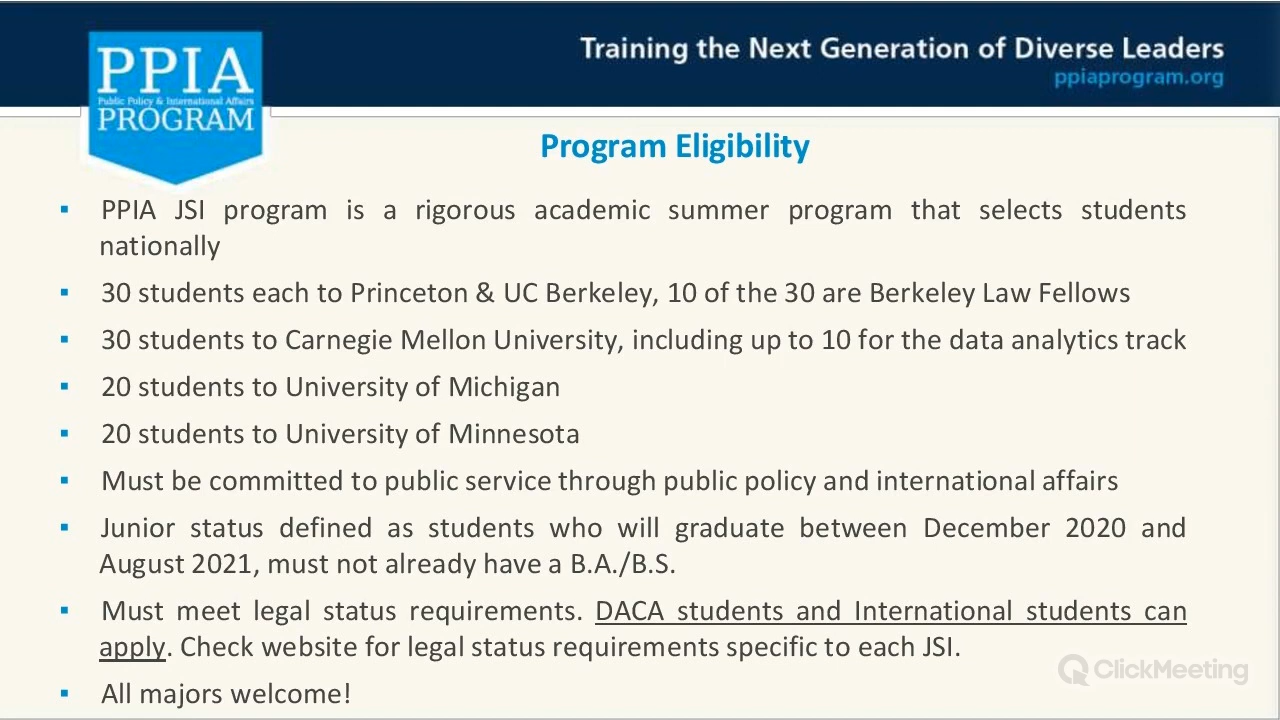 PPIA
Public Policy & International Affairs
PROGRAM
Training the Next Generation of Diverse Leaders
ppiaprogram.org
Program Eligibility
▪ PPIA JSI program is a rigorous academic summer program that selects students
nationally
▪ 30 students each to Princeton & UC Berkeley, 10 of the 30 are Berkeley Law Fellows
▪ 30 students to Carnegie Mellon University, including up to 10 for the data analytics track
▪ 20 students to University of Michigan
▪ 20 students to University of Minnesota
▪ Must be committed to public service through public policy and international affairs
▪ Junior status defined as students who will graduate between December 2020 and
August 2021, must not already have a B.A./B.S.
▪ Must meet legal status requirements. DACA students and International students can
apply. Check website for legal status requirements specific to each JSI.
▪ All majors welcome!
ClickMeeting